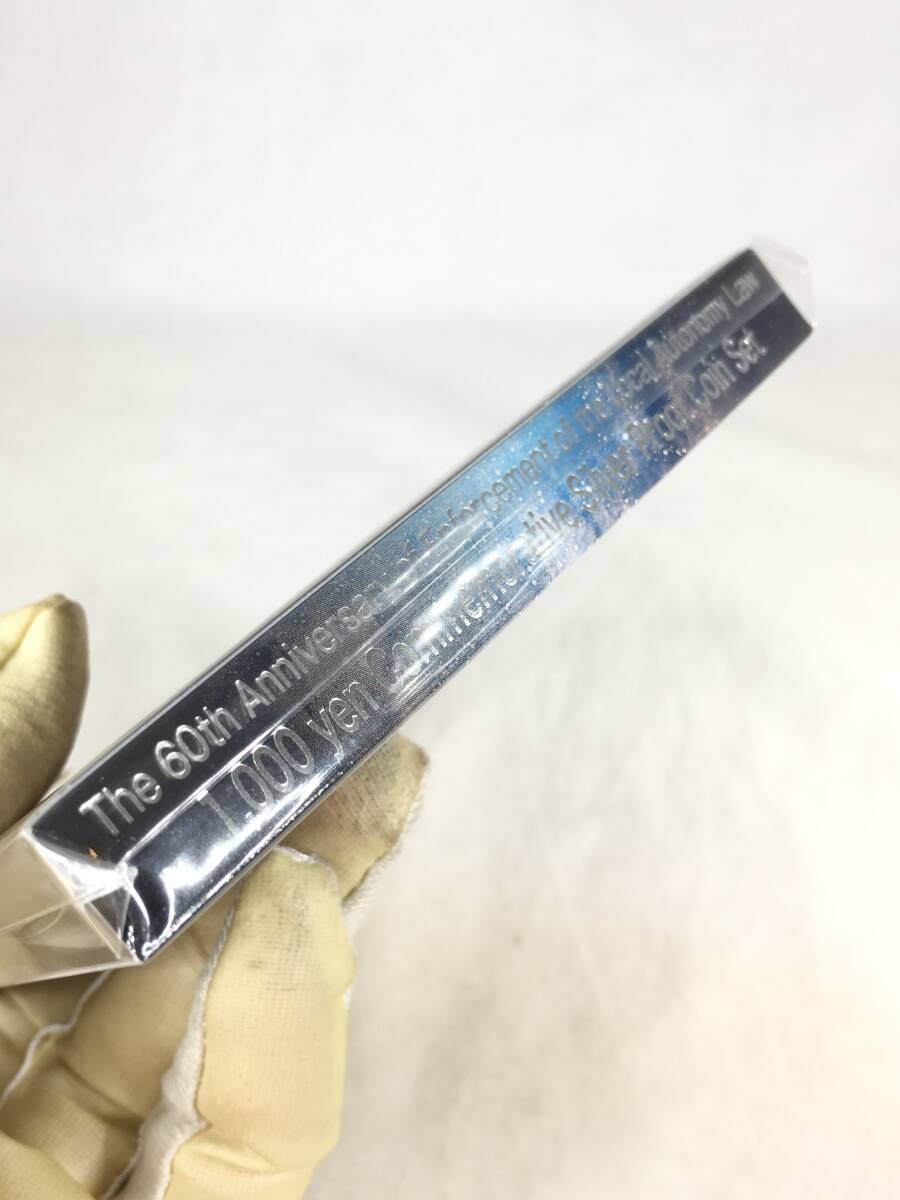 The 60th Anniversary of Enforcement of the Local Autonomy Law
1,000 yen Commemorative Silver Proof Coin Set